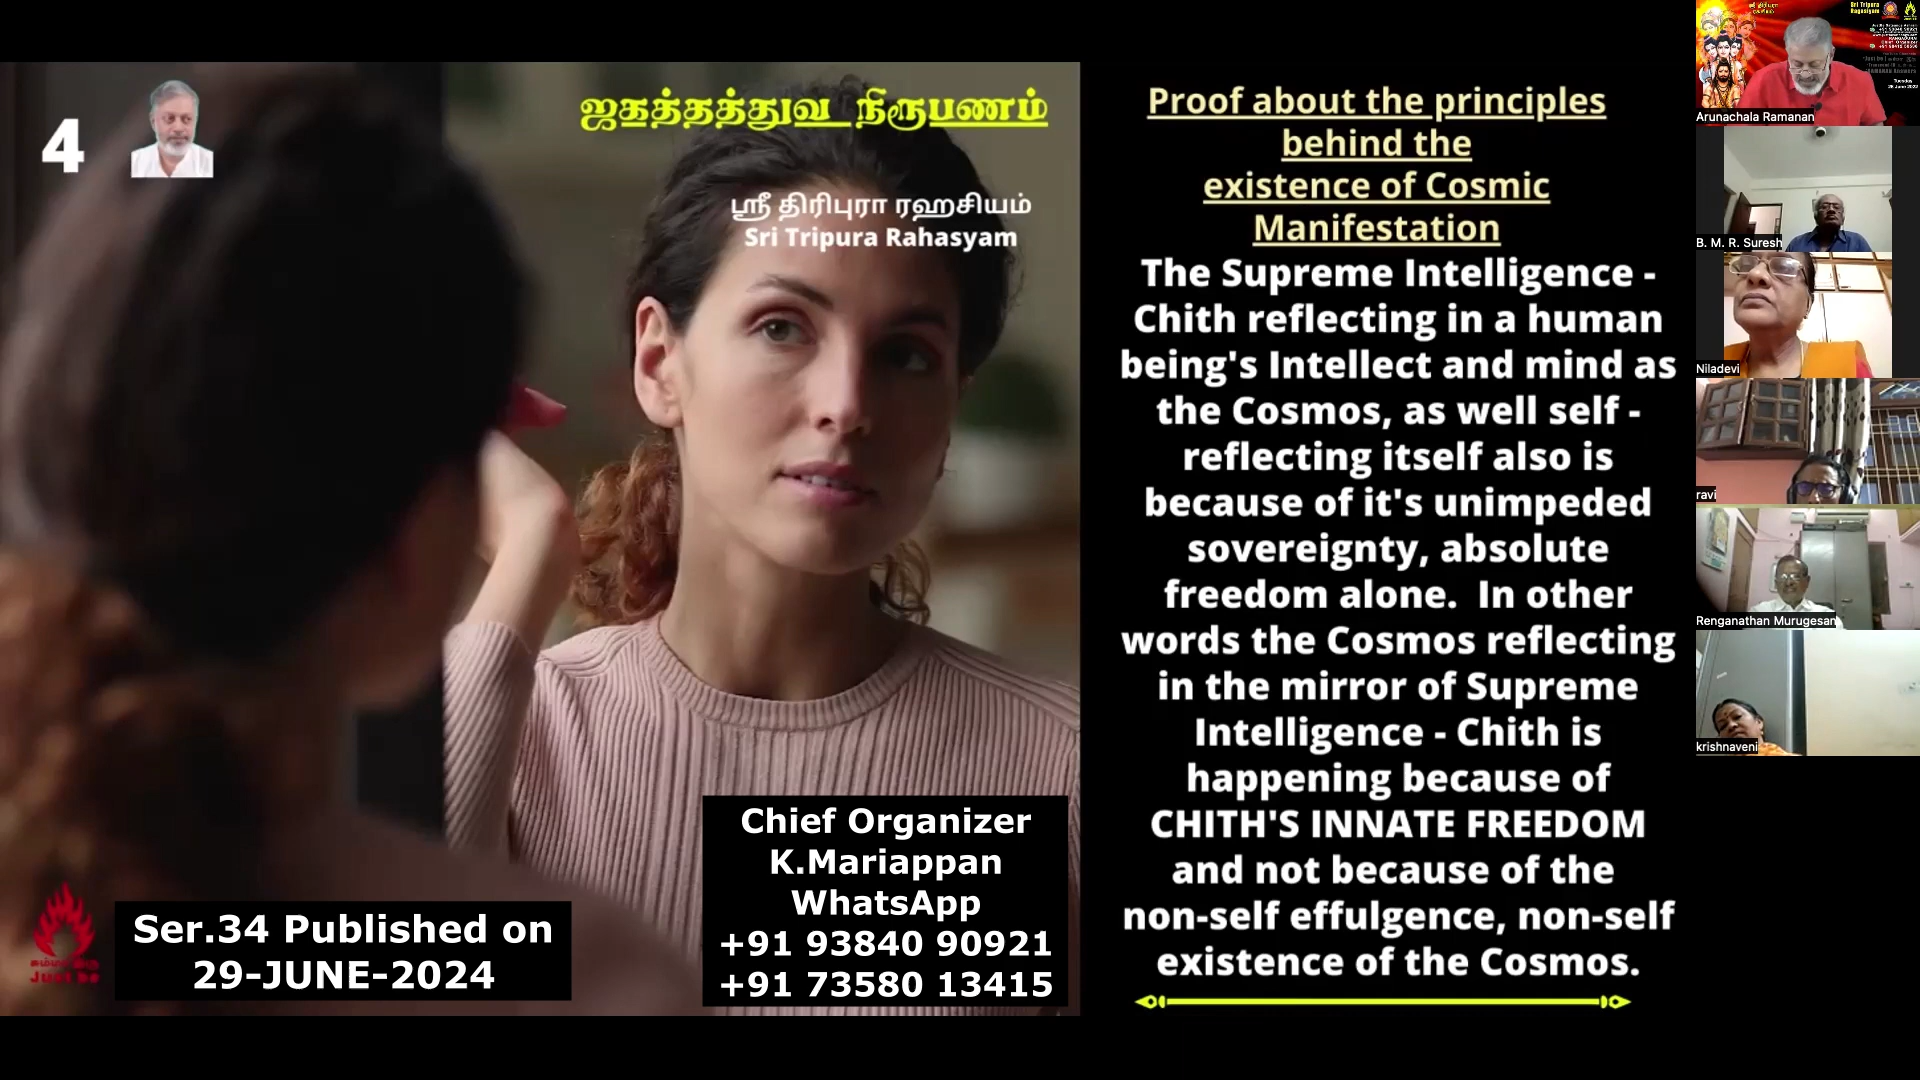 4
ஜகத்தத்துவ நிரூபணம்
ஸ்ரீ திரிபுரா ரஹசியம்
Sri Tripura Rahasyam
Chief Organizer
K.Mariappan
WhatsApp
+91 93840 90921
+91 73580 13415
Ser.34 Published on
29-JUNE-2024
Just be
Proof about the principles
behind the
existence of Cosmic
Manifestation
The Supreme Intelligence -
Chith reflecting in a human
being's Intellect and mind as
the Cosmos, as well self -
reflecting itself also is
because of it's unimpeded
sovereignty, absolute
freedom alone.  In other
words the Cosmos reflecting
in the mirror of Supreme
Intelligence - Chith is
happening because of
CHITH'S INNATE FREEDOM
and not because of the
non-self effulgence, non-self
existence of the Cosmos.
Sri Tripura
Arunachala Ramanan
B. M. R. Suresh
Niladevi
ravi
Renganathan Murugesan
krishnaveni